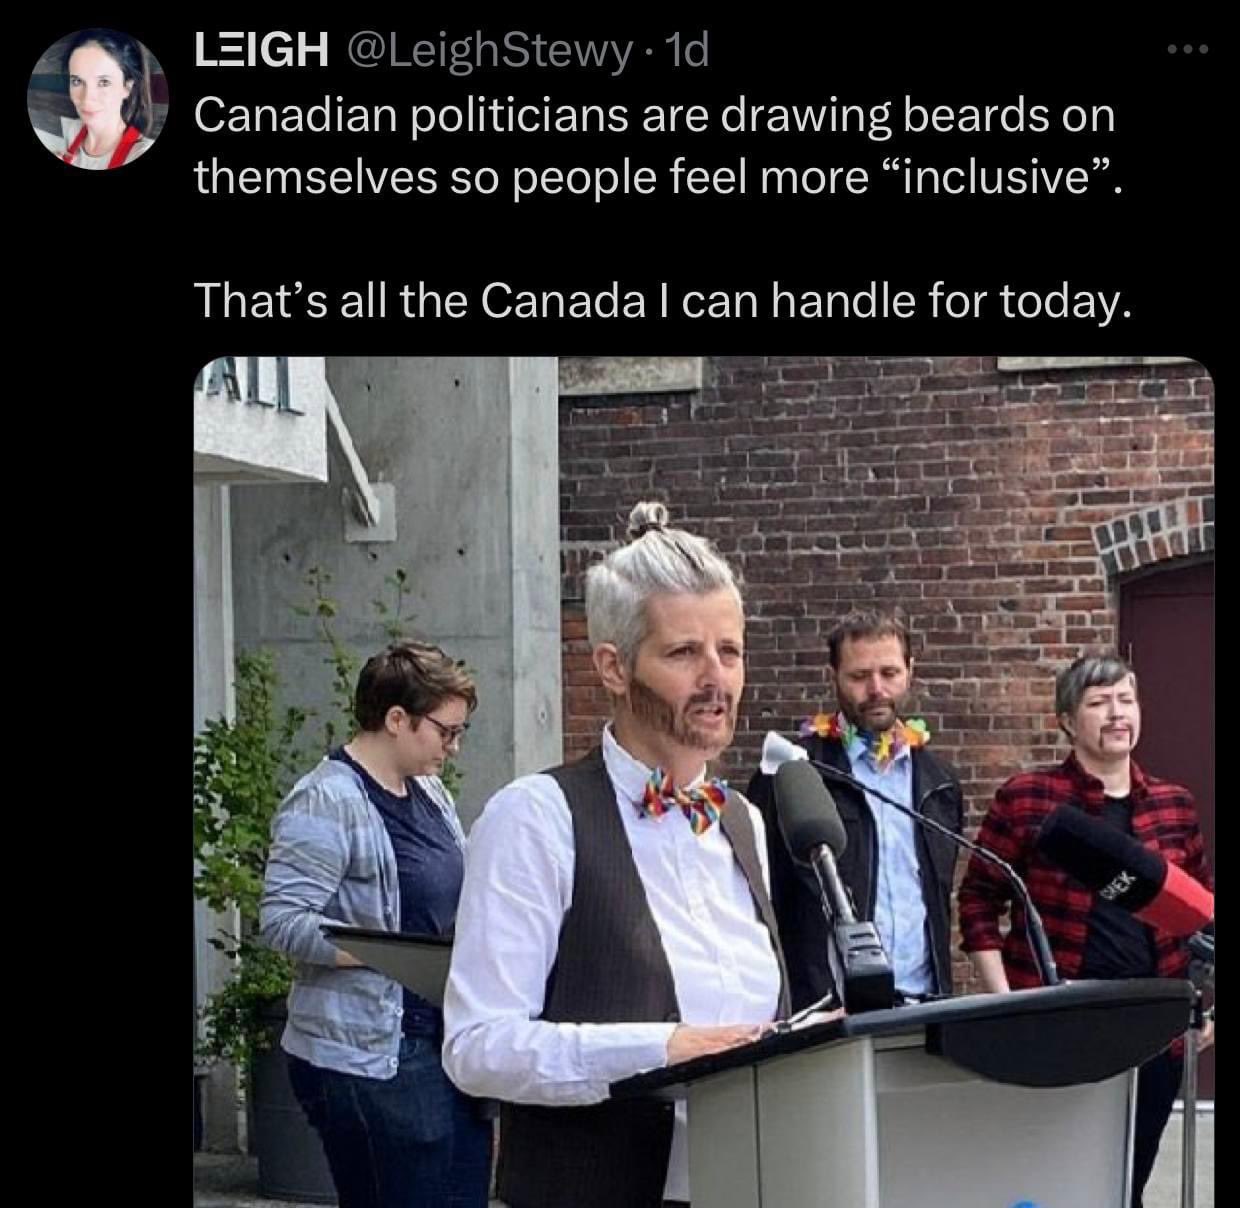 LΞIGH @LeighStewy · 1d
Canadian politicians are drawing beards on
themselves so people feel more “inclusive”.
That’s all the Canada I can handle for today.
CHEK